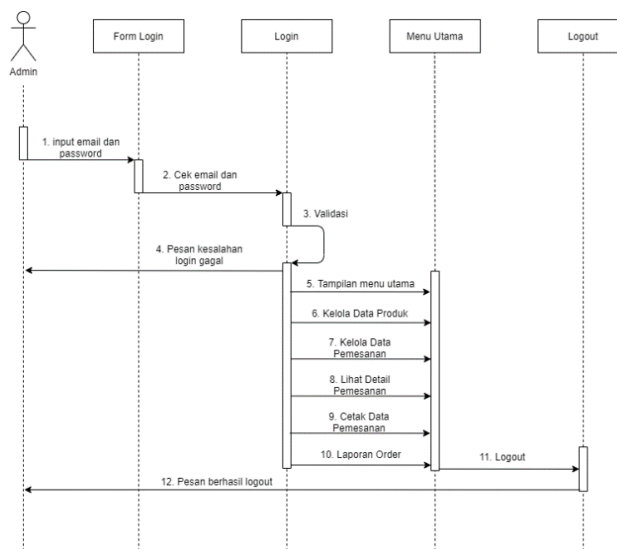 Form Login
Login
Menu Utama
Logout
Admin
1. input email dan
password
2. Cek email dan
password
3. Validasi
4. Pesan kesalahan
login gagal
5. Tampilan menu utama
6. Kelola Data Produk
7. Kelola Data
Pemesanan
8. Lihat Detail
Pemesanan
9. Cetak Data
Pemesanan
10. Laporan Order
11. Logout
12. Pesan berhasil logout